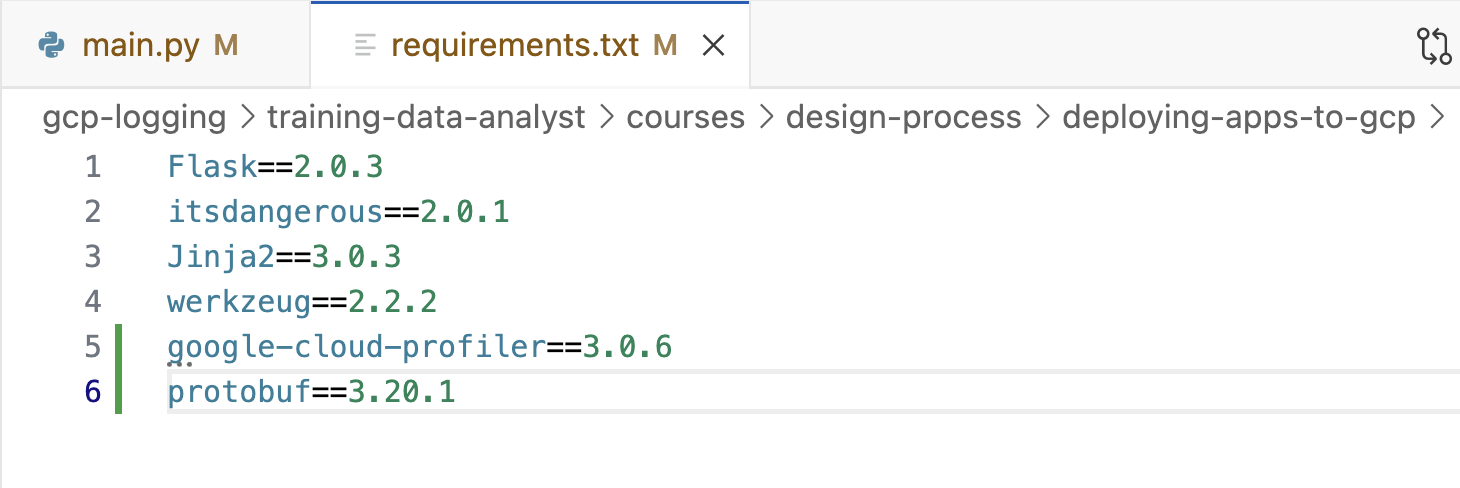 main.py M requirements.txt M
gcp-logging > training-data-analyst > courses > design-process > deploying-apps-to-gcp >
1 Flask==2.0.3
2 itsdangerous==2.0.1
3 Jinja2==3.0.3
4 werkzeug==2.2.2
5 google-cloud-profiler==3.0.6
6 protobuf==3.20.1